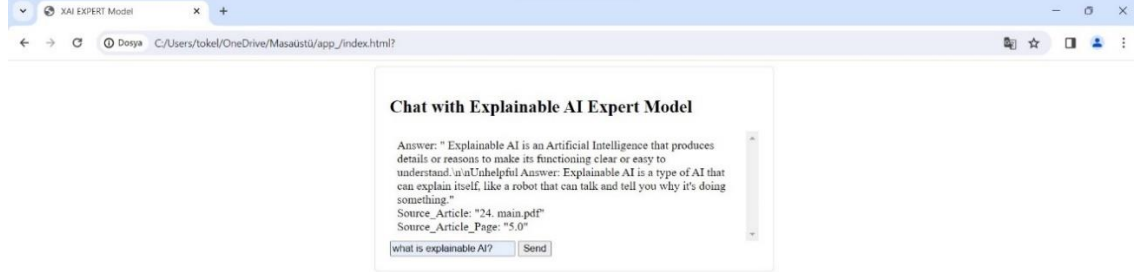 XAI EXPERT Model
Dosya C:/Users/tokel/OneDrive/Masaüstü/app_/index.html?
Chat with Explainable AI Expert Model
Answer: " Explainable AI is an Artificial Intelligence that produces
details or reasons to make its functioning clear or easy to
understand.\n\nUnhelpful Answer: Explainable AI is a type of AI that
can explain itself, like a robot that can talk and tell you why it's doing
something."
Source_Article: "24. main.pdf"
Source_Article_Page: "5.0"
what is explainable AI? Send